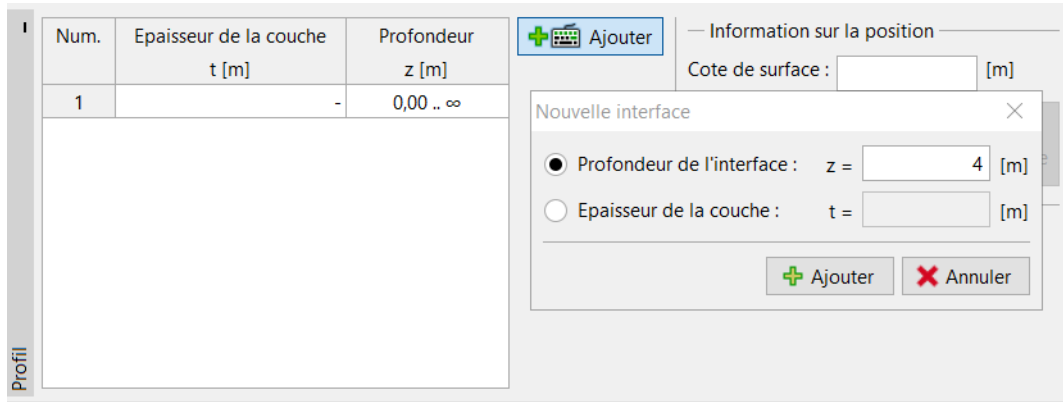 Num.
Epaisseur de la couche
t [m]
Profondeur
z [m]
1
-
0,00 .. ∞
Profil
Ajouter
Information sur la position
Cote de surface :
[m]
Nouvelle interface
Profondeur de l'interface : z = 4 [m]
Epaisseur de la couche : t = [m]
Ajouter
Annuler